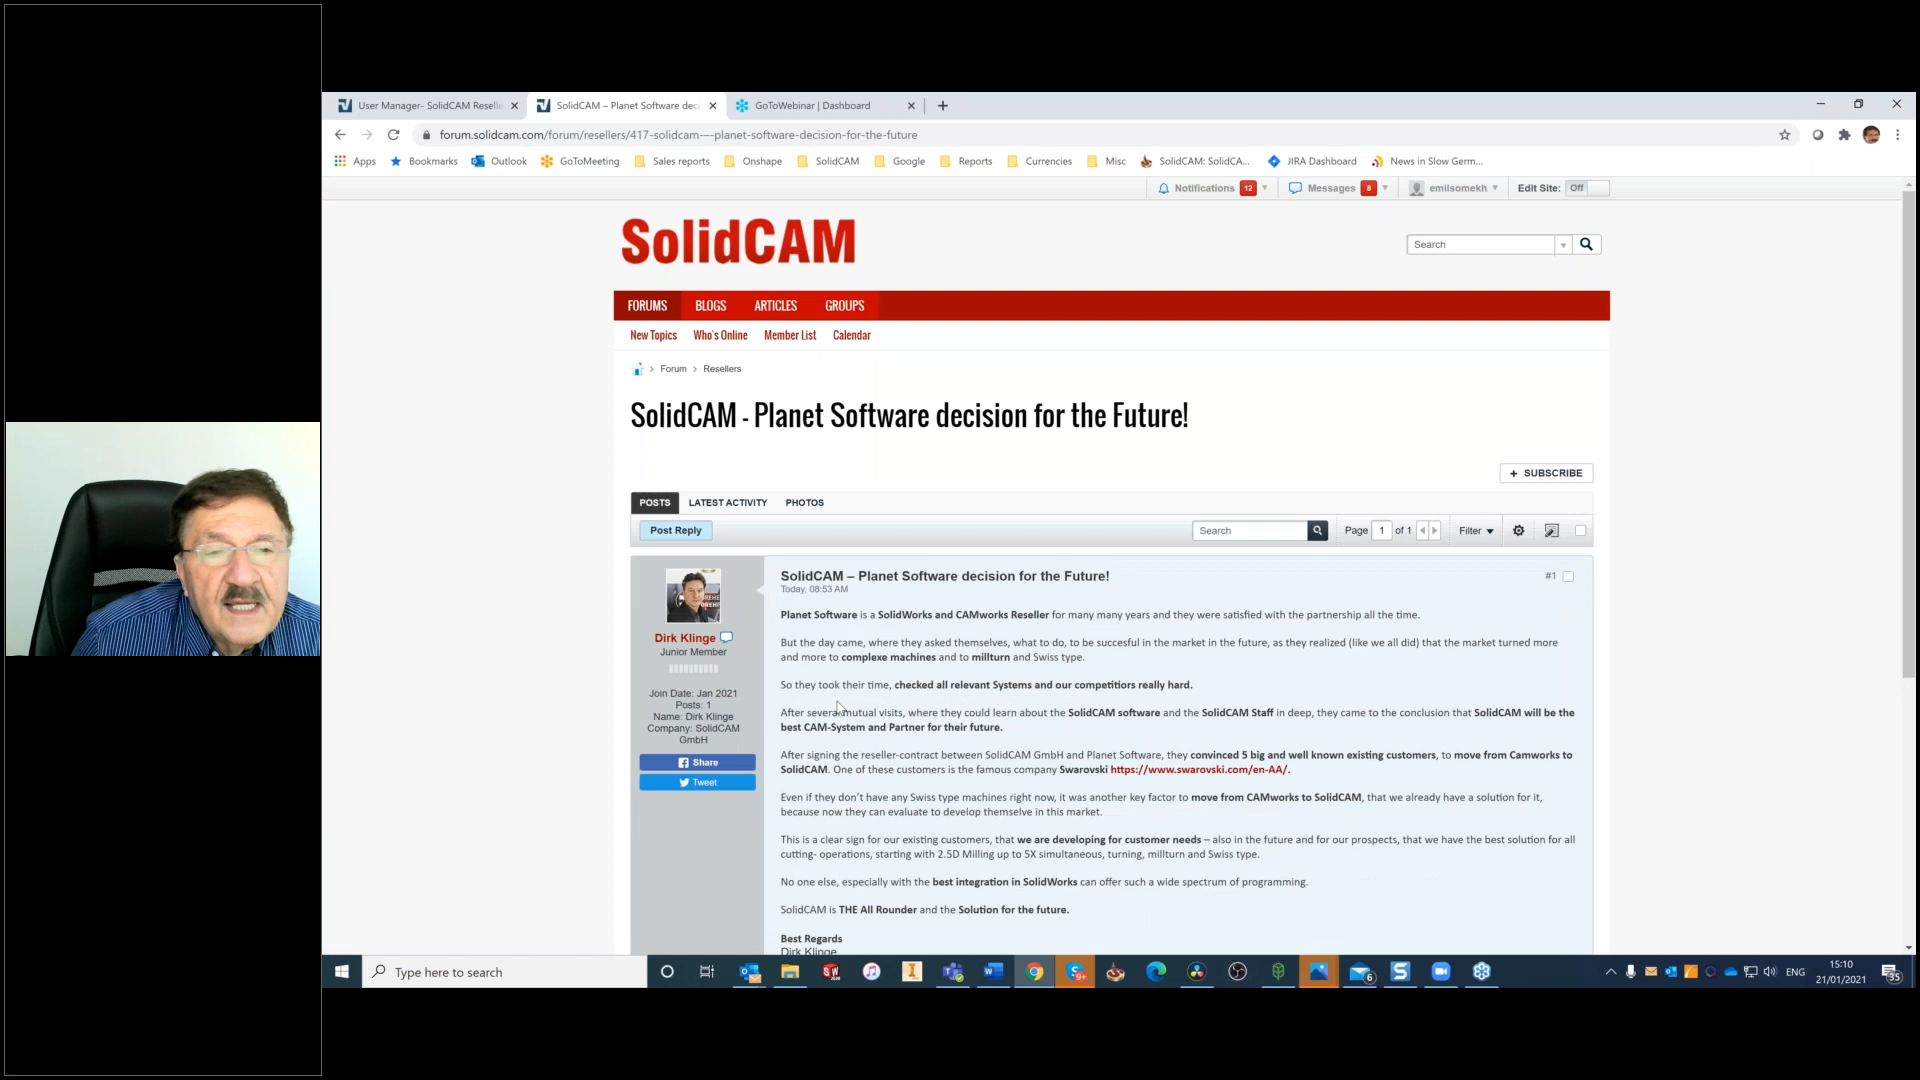 User Manager- SolidCAM Reselle
SolidCAM – Planet Software deci
GoToWebinar | Dashboard
forum.solidcam.com/forum/resellers/417-solidcam-–-planet-software-decision-for-the-future
Apps Bookmarks Outlook GoToMeeting Sales reports Onshape SolidCAM Google Reports Currencies Misc SolidCAM: SolidCA... JIRA Dashboard News in Slow Germ...
Notifications 12 Messages 8 emilsomekh Edit Site: Off
SolidCAM
Search
FORUMS BLOGS ARTICLES GROUPS
New Topics Who's Online Member List Calendar
Forum > Resellers
SolidCAM - Planet Software decision for the Future!
+ SUBSCRIBE
POSTS LATEST ACTIVITY PHOTOS
Post Reply Search Page 1 of 1 Filter
SolidCAM – Planet Software decision for the Future! #1
Today, 08:53 AM
Dirk Klinge
Junior Member
Join Date: Jan 2021
Posts: 1
Name: Dirk Klinge
Company: SolidCAM
GmbH
Share
Tweet
Planet Software is a SolidWorks and CAMworks Reseller for many many years and they were satisfied with the partnership all the time.
But the day came, where they asked themselves, what to do, to be succesful in the market in the future, as they realized (like we all did) that the market turned more
and more to complexe machines and to millturn and Swiss type.
So they took their time, checked all relevant Systems and our competitiors really hard.
After several mutual visits, where they could learn about the SolidCAM software and the SolidCAM Staff in deep, they came to the conclusion that SolidCAM will be the
best CAM-System and Partner for their future.
After signing the reseller-contract between SolidCAM GmbH and Planet Software, they convinced 5 big and well known existing customers, to move from Camworks to
SolidCAM. One of these customers is the famous company Swarovski https://www.swarovski.com/en-AA/.
Even if they don't have any Swiss type machines right now, it was another key factor to move from CAMworks to SolidCAM, that we already have a solution for it,
because now they can evaluate to develop themselve in this market.
This is a clear sign for our existing customers, that we are developing for customer needs – also in the future and for our prospects, that we have the best solution for all
cutting- operations, starting with 2.5D Milling up to 5X simultaneous, turning, millturn and Swiss type.
No one else, especially with the best integration in SolidWorks can offer such a wide spectrum of programming.
SolidCAM is THE All Rounder and the Solution for the future.
Best Regards
Dirk Klinge
Type here to search
ENG
15:10
21/01/2021